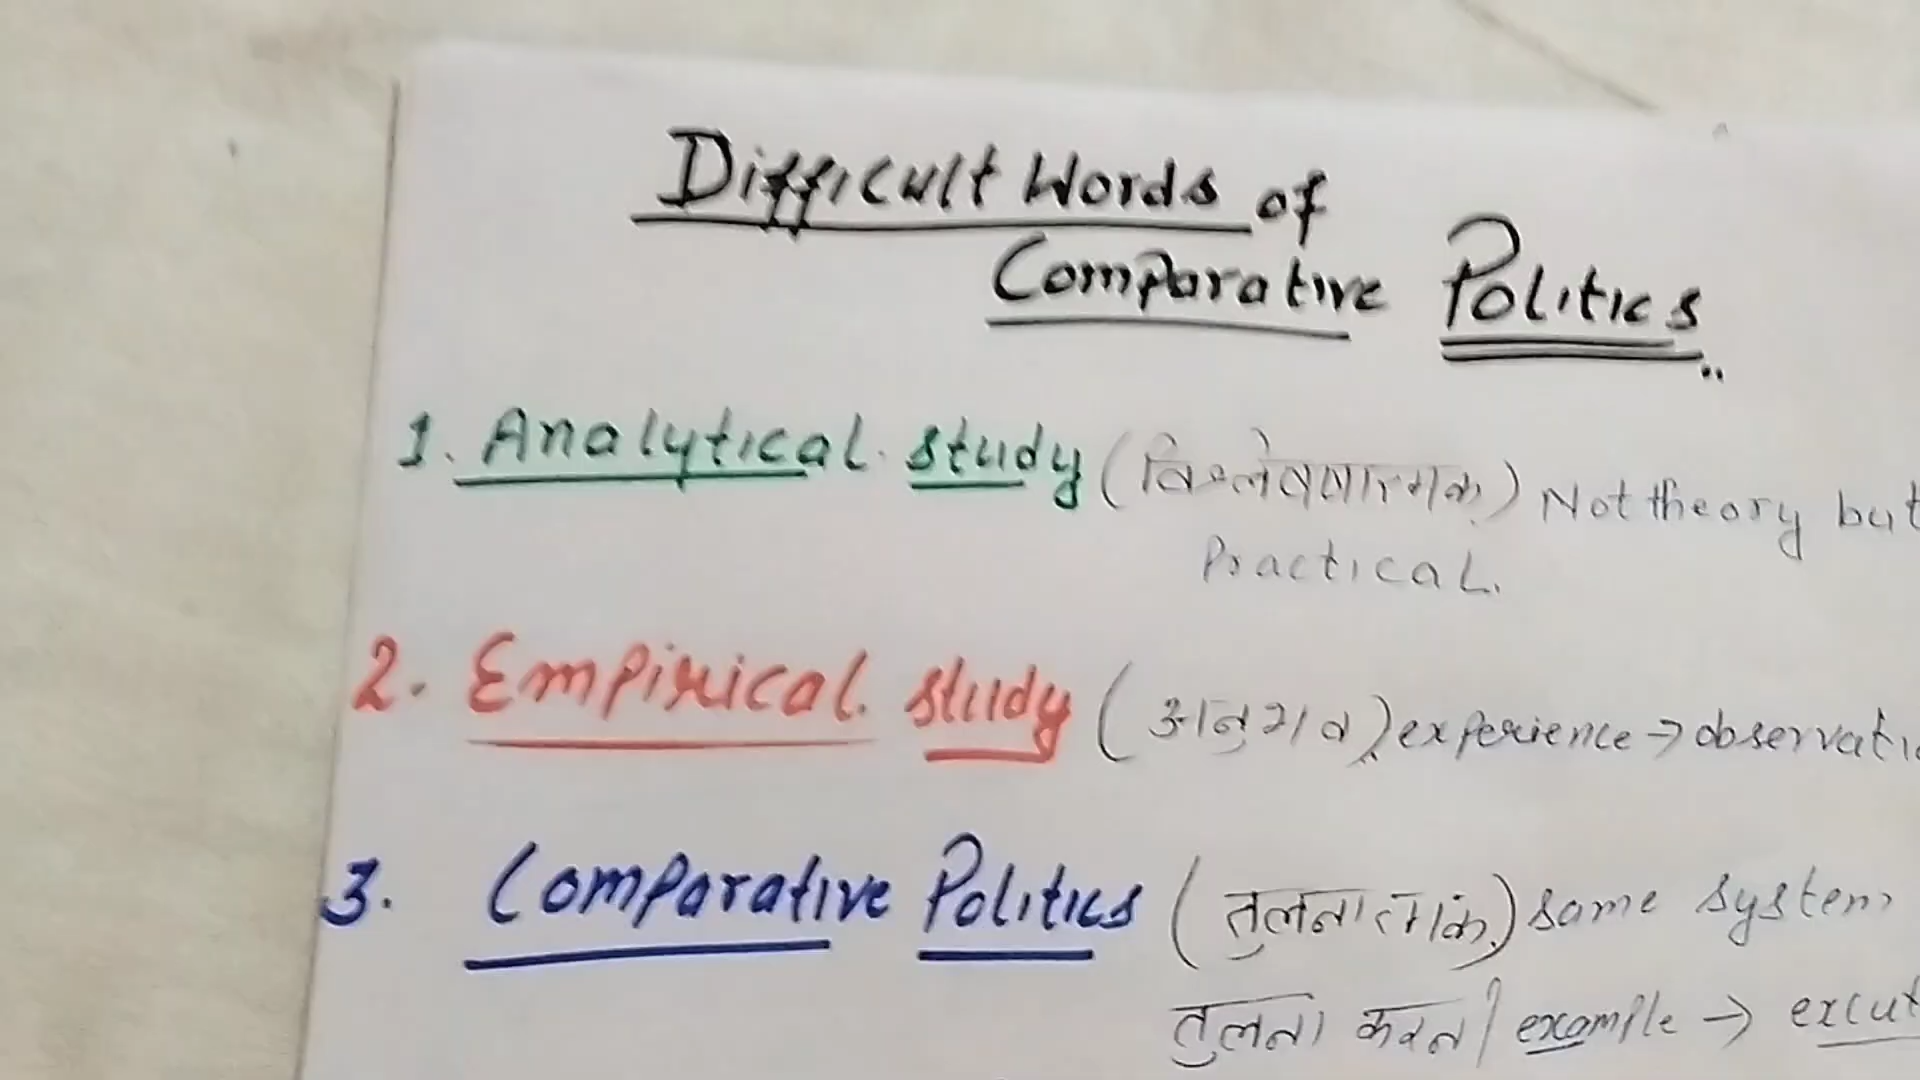 Difficult Words of
Comparative Politics
1. Analytical study (विश्लेषणात्मक) Not theory but
Practical.
2. Empirical study (अनुभव) experience → observati
3. Comparative Politics (तुलनात्मक) same system
तुलना करना / example → excut